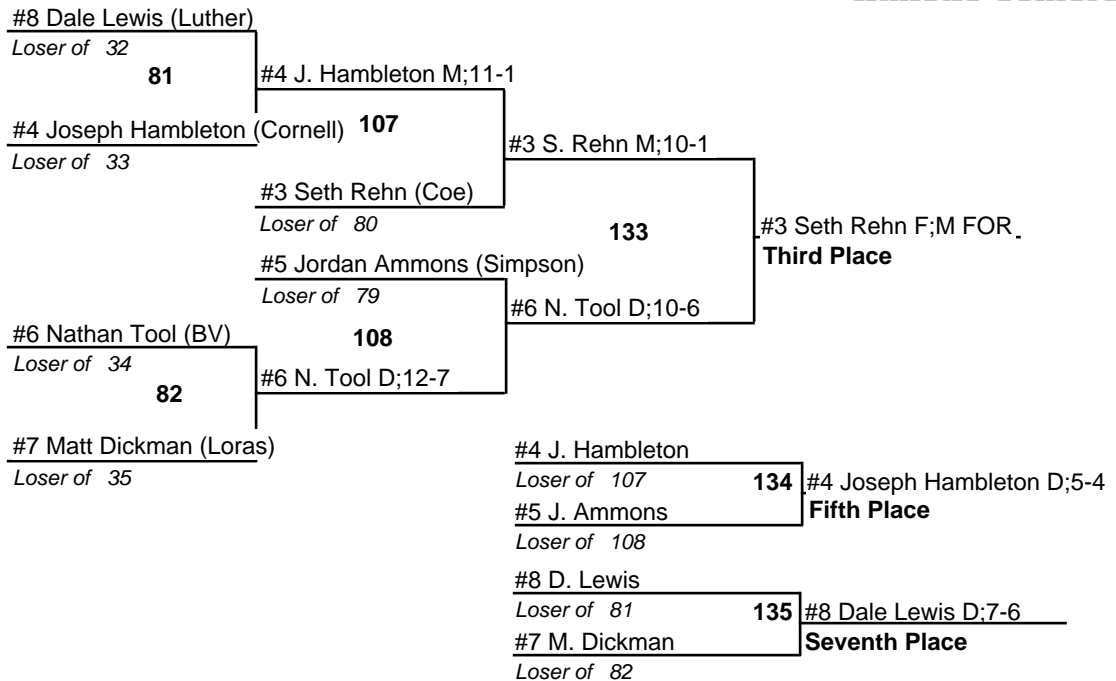 #8 Dale Lewis (Luther)
Loser of 32
81
#4 J. Hambleton M;11-1
#4 Joseph Hambleton (Cornell)
107
Loser of 33
#3 S. Rehn M;10-1
#3 Seth Rehn (Coe)
Loser of 80
133
#3 Seth Rehn F;M FOR
Third Place
#5 Jordan Ammons (Simpson)
Loser of 79
#6 N. Tool D;10-6
#6 Nathan Tool (BV)
108
Loser of 34
82
#6 N. Tool D;12-7
#7 Matt Dickman (Loras)
Loser of 35
#4 J. Hambleton
Loser of 107
134
#4 Joseph Hambleton D;5-4
#5 J. Ammons
Fifth Place
Loser of 108
#8 D. Lewis
Loser of 81
135
#8 Dale Lewis D;7-6
#7 M. Dickman
Seventh Place
Loser of 82